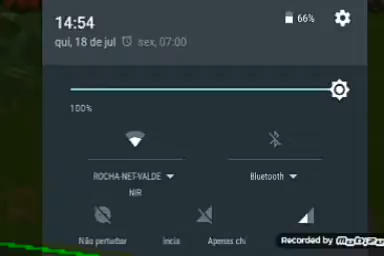 14:54
66%
qui, 18 de jul sex, 07:00
100%
ROCHA-NET-VALDE
NIR
Bluetooth
Não perturbar Apenas
Recorded by